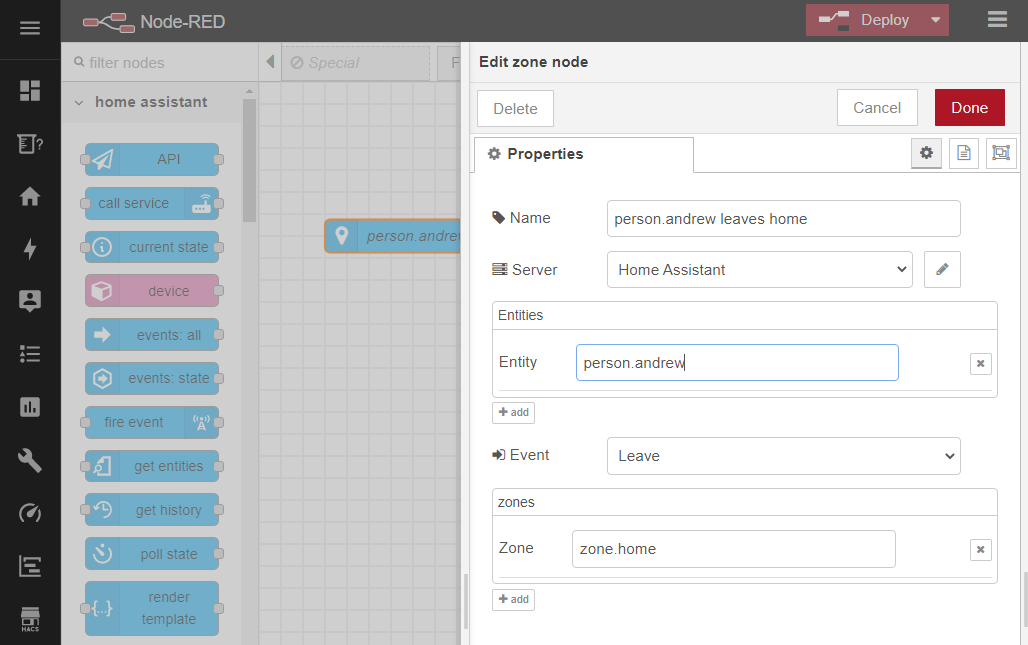 Node-RED
Deploy
filter nodes
Special
F
Edit zone node
home assistant
Delete
Cancel
Done
Properties
API
call service
current state
device
events: all
events: state
fire event
get entities
get history
poll state
render
template
{...}
HACS
person.andre
Name
person.andrew leaves home
Server
Home Assistant
Entities
Entity
person.andrew
+ add
Event
Leave
zones
Zone
zone.home
+ add